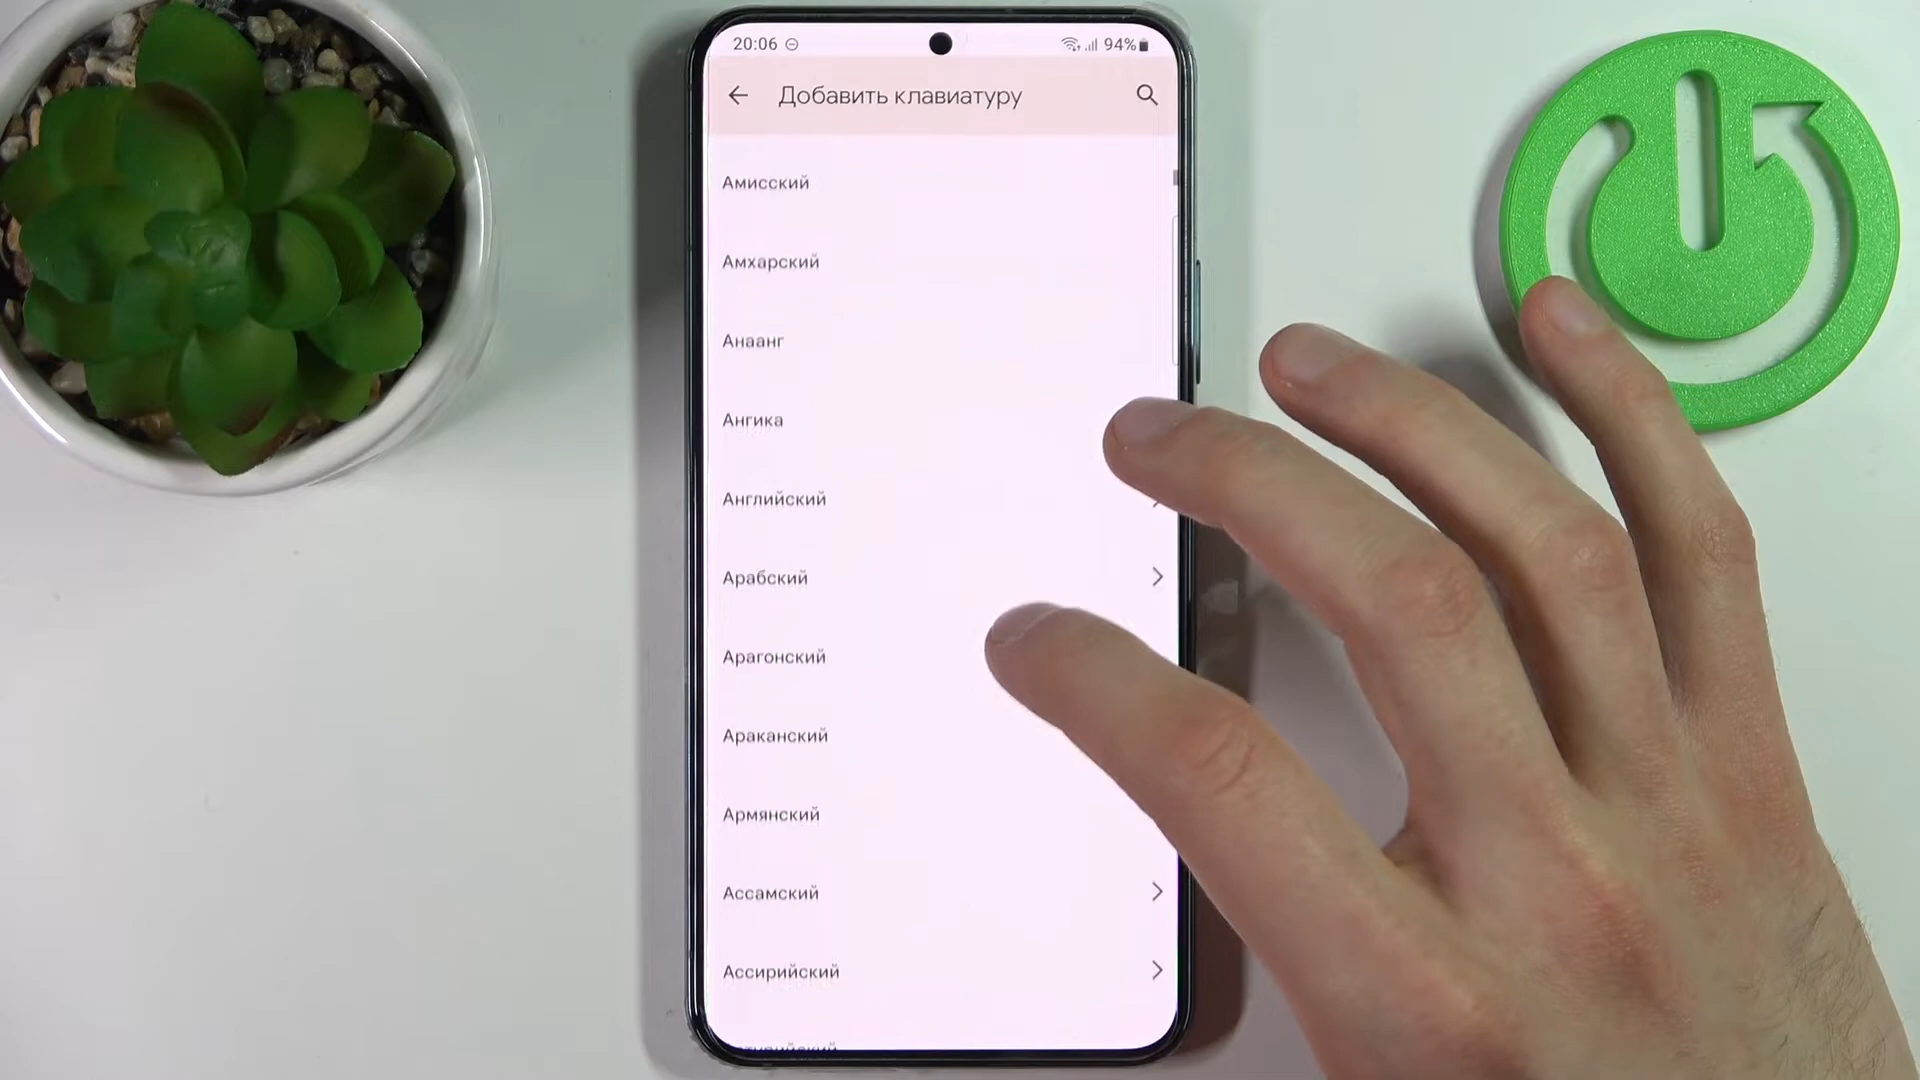 20:06 94%
Добавить клавиатуру
Амисский
Амхарский
Анаанг
Ангика
Английский
Арабский
Арагонский
Араканский
Армянский
Ассамский
Ассирийский